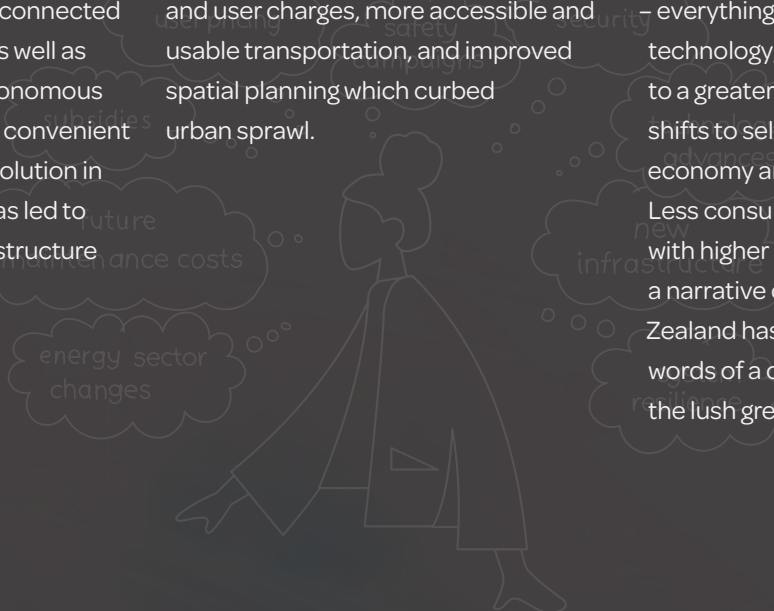 connected
s well as
onomous
convenient
olution in
as led to
structure
and user charges, more accessible and
usable transportation, and improved
spatial planning which curbed
urban sprawl.
– everything
technology
to a greater
shifts to sel
economy a
Less consu
with higher
a narrative
Zealand has
words of a
the lush gre
user pricing
safety
campaigns
security
subsidies
advances
future
maintenance costs
new
infrastructure
energy sector
changes
resilience